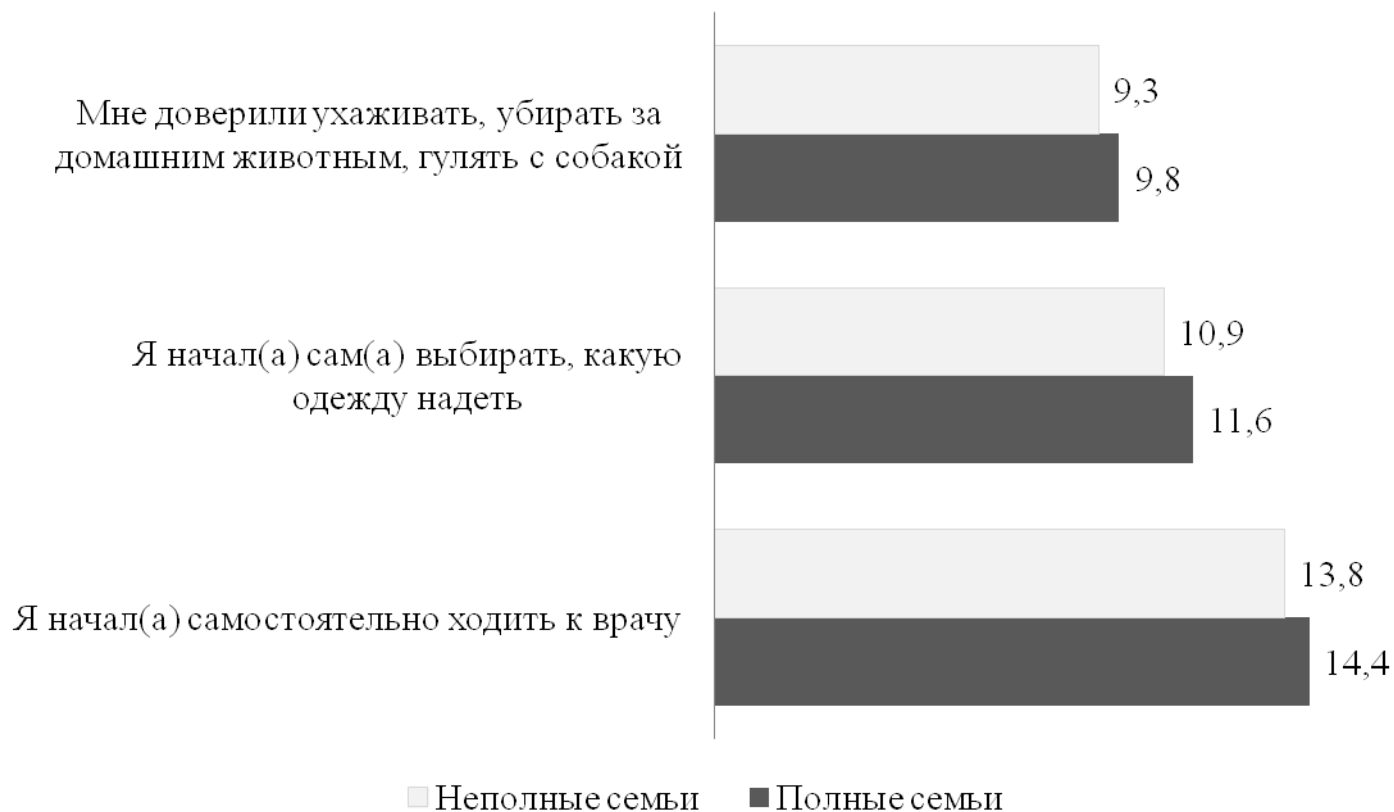 Мне доверили ухаживать, убирать за
домашним животным, гулять с собакой
9,3
9,8
Я начал(а) сам(а) выбирать, какую
одежду надеть
10,9
11,6
Я начал(а) самостоятельно ходить к врачу
13,8
14,4
Неполные семьи
Полные семьи